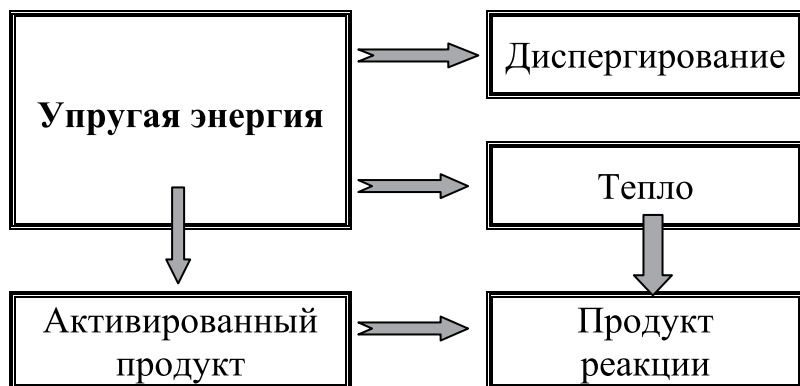 Упругая энергия
Диспергирование
Тепло
Активированный
продукт
Продукт
реакции